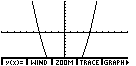 y(x)= WIND ZOOM TRACE GRAPH▸